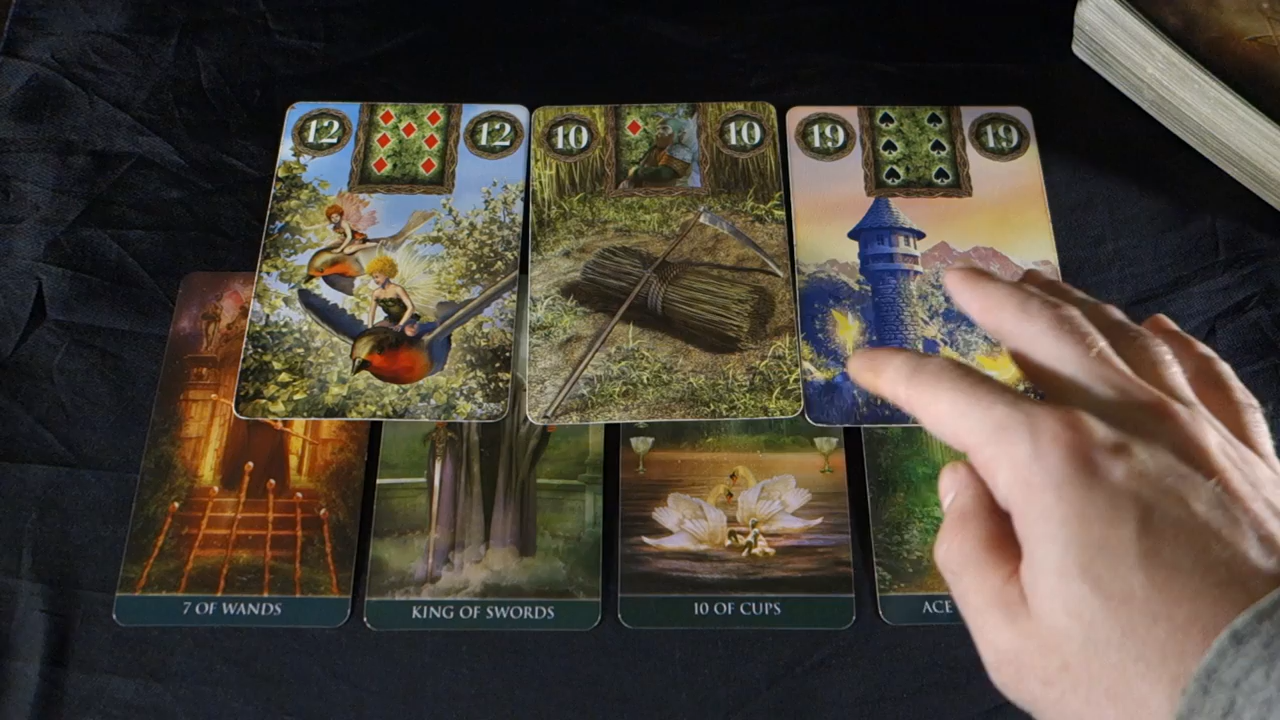 12 12
10 10
19 19
7 OF WANDS
KING OF SWORDS
10 OF CUPS
ACE